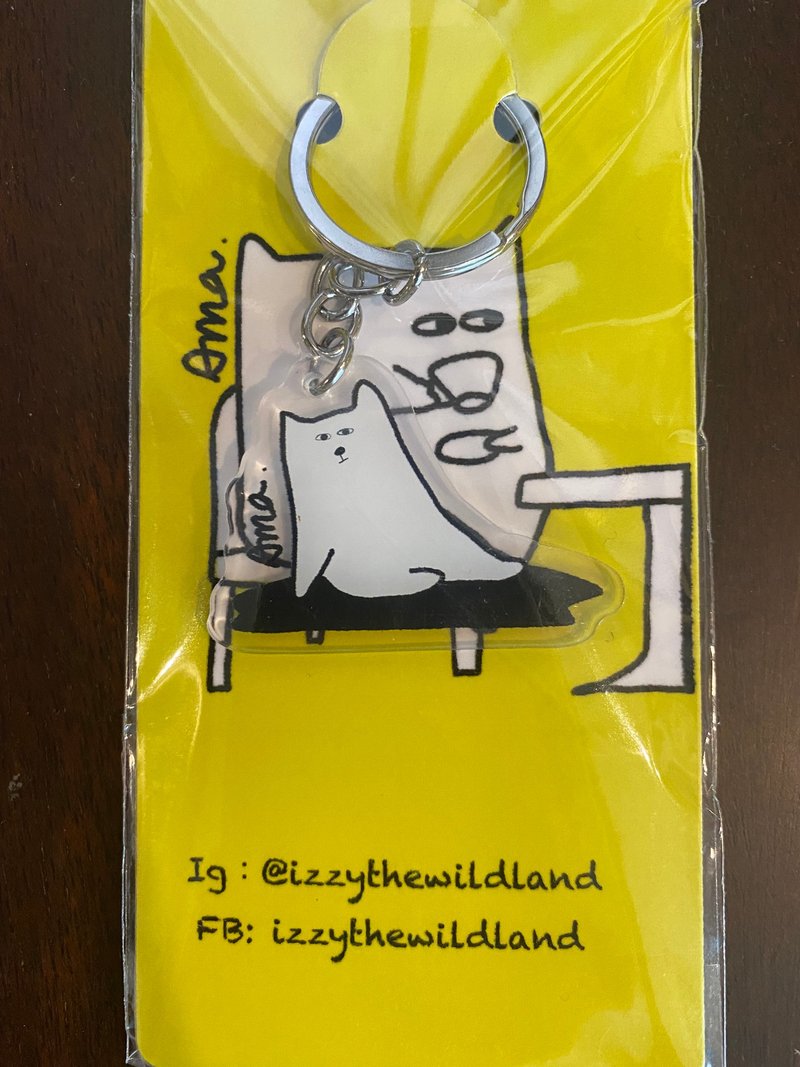 Ama.
Ama.
Ig : @izzythewildland
FB: izzythewildland